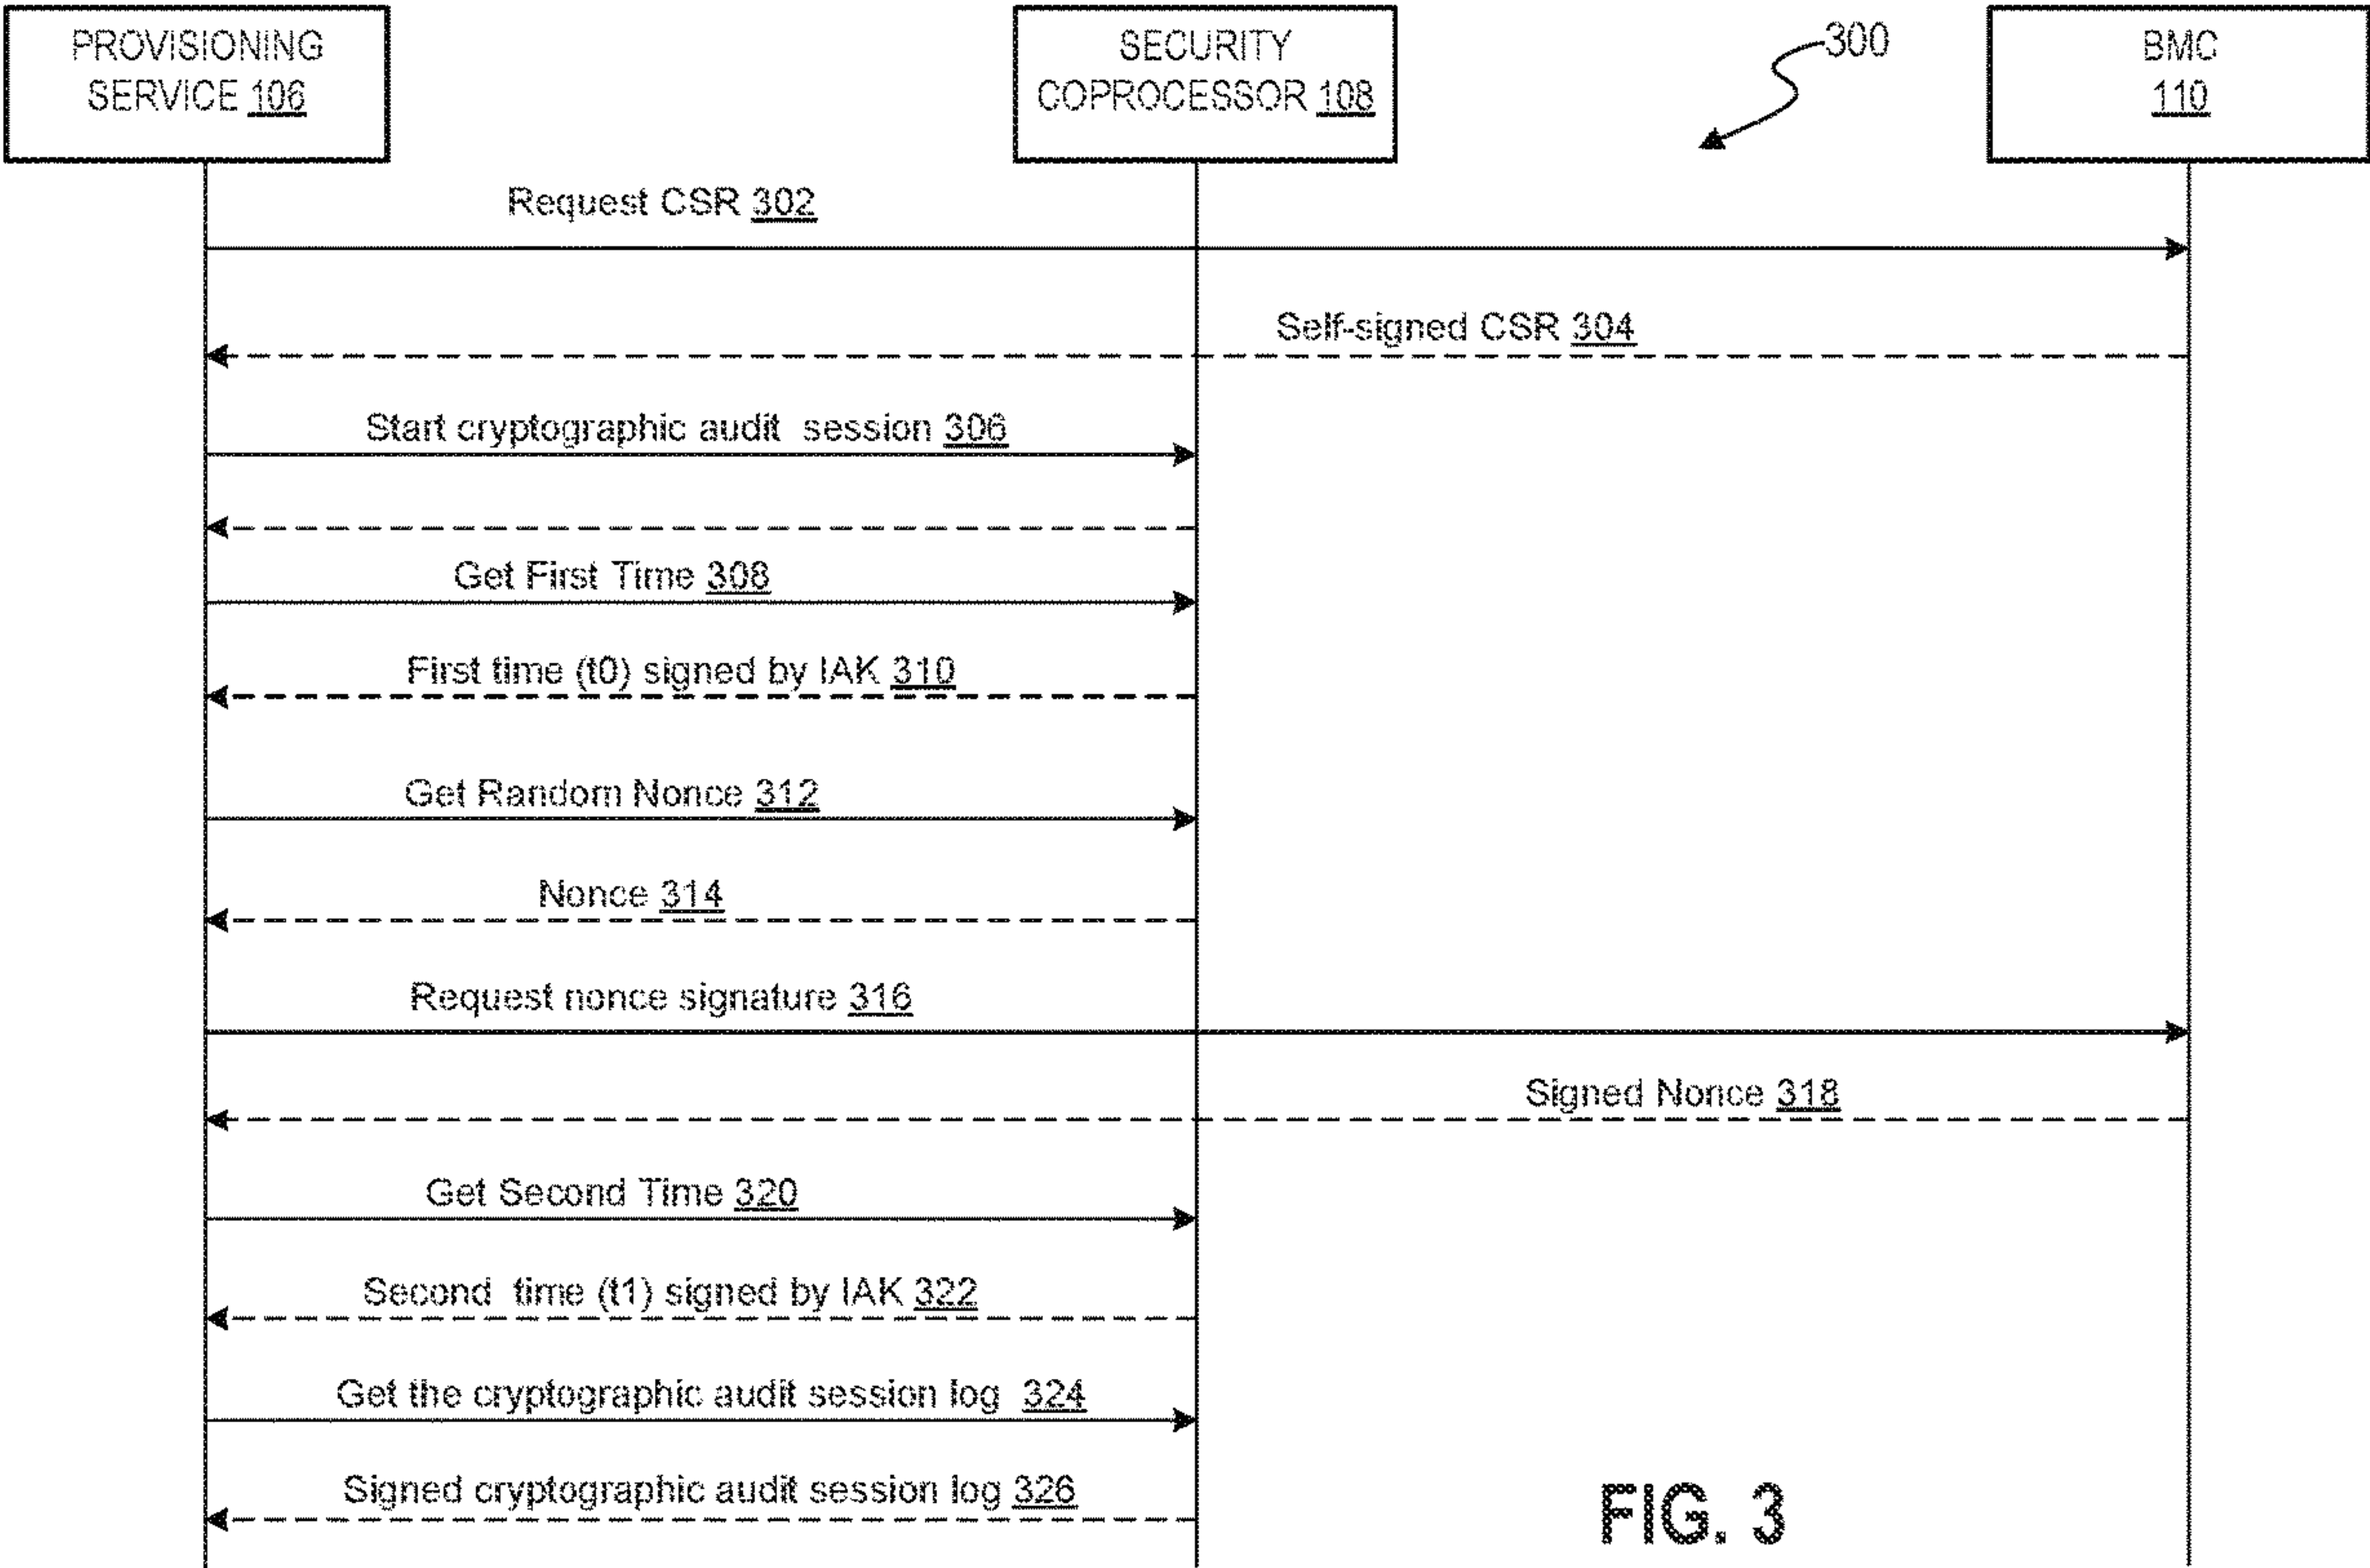 PROVISIONING
SERVICE 106
SECURITY
COPROCESSOR 108
300
BMC
110
Request CSR 302
Self-signed CSR 304
Start cryptographic audit session 306
Get First Time 308
First time (t0) signed by IAK 310
Get Random Nonce 312
Nonce 314
Request nonce signature 316
Signed Nonce 318
Get Second Time 320
Second time (t1) signed by IAK 322
Get the cryptographic audit session log 324
Signed cryptographic audit session log 326
FIG. 3